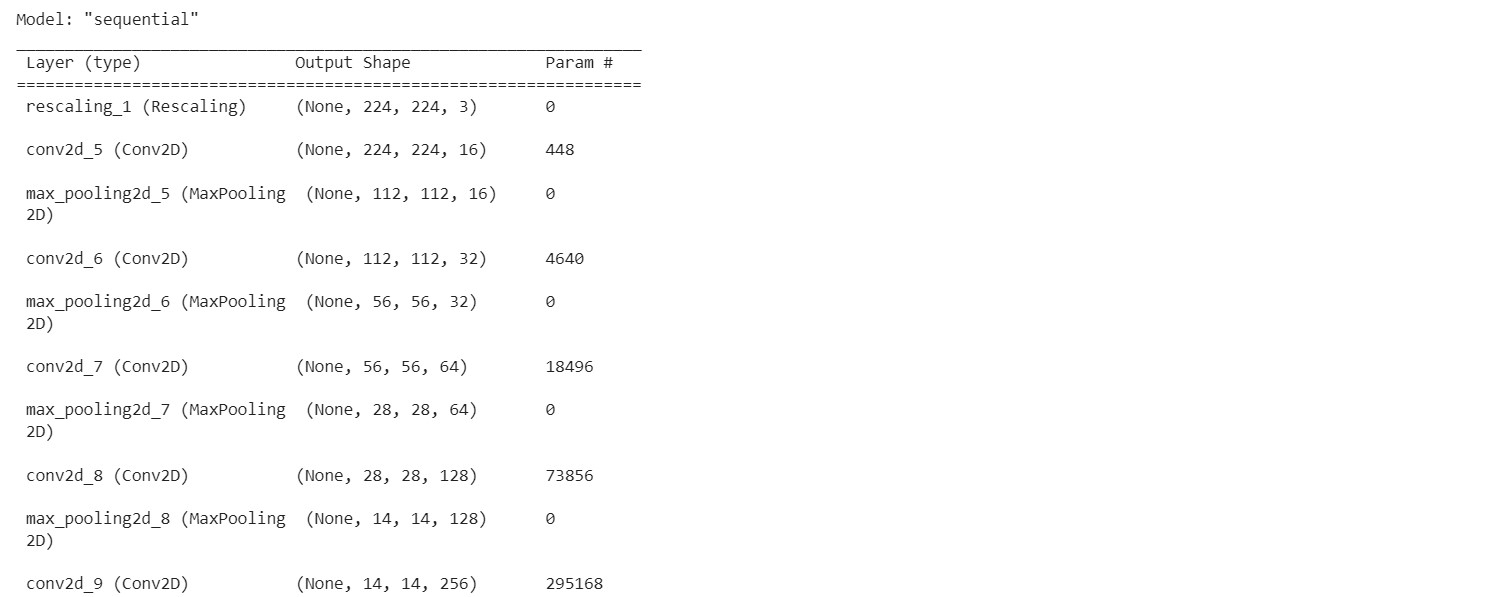 Model: "sequential"
_________________________________________________________________
Layer (type) Output Shape Param #
=================================================================
rescaling_1 (Rescaling) (None, 224, 224, 3) 0
conv2d_5 (Conv2D) (None, 224, 224, 16) 448
max_pooling2d_5 (MaxPooling (None, 112, 112, 16) 0
2D)
conv2d_6 (Conv2D) (None, 112, 112, 32) 4640
max_pooling2d_6 (MaxPooling (None, 56, 56, 32) 0
2D)
conv2d_7 (Conv2D) (None, 56, 56, 64) 18496
max_pooling2d_7 (MaxPooling (None, 28, 28, 64) 0
2D)
conv2d_8 (Conv2D) (None, 28, 28, 128) 73856
max_pooling2d_8 (MaxPooling (None, 14, 14, 128) 0
2D)
conv2d_9 (Conv2D) (None, 14, 14, 256) 295168